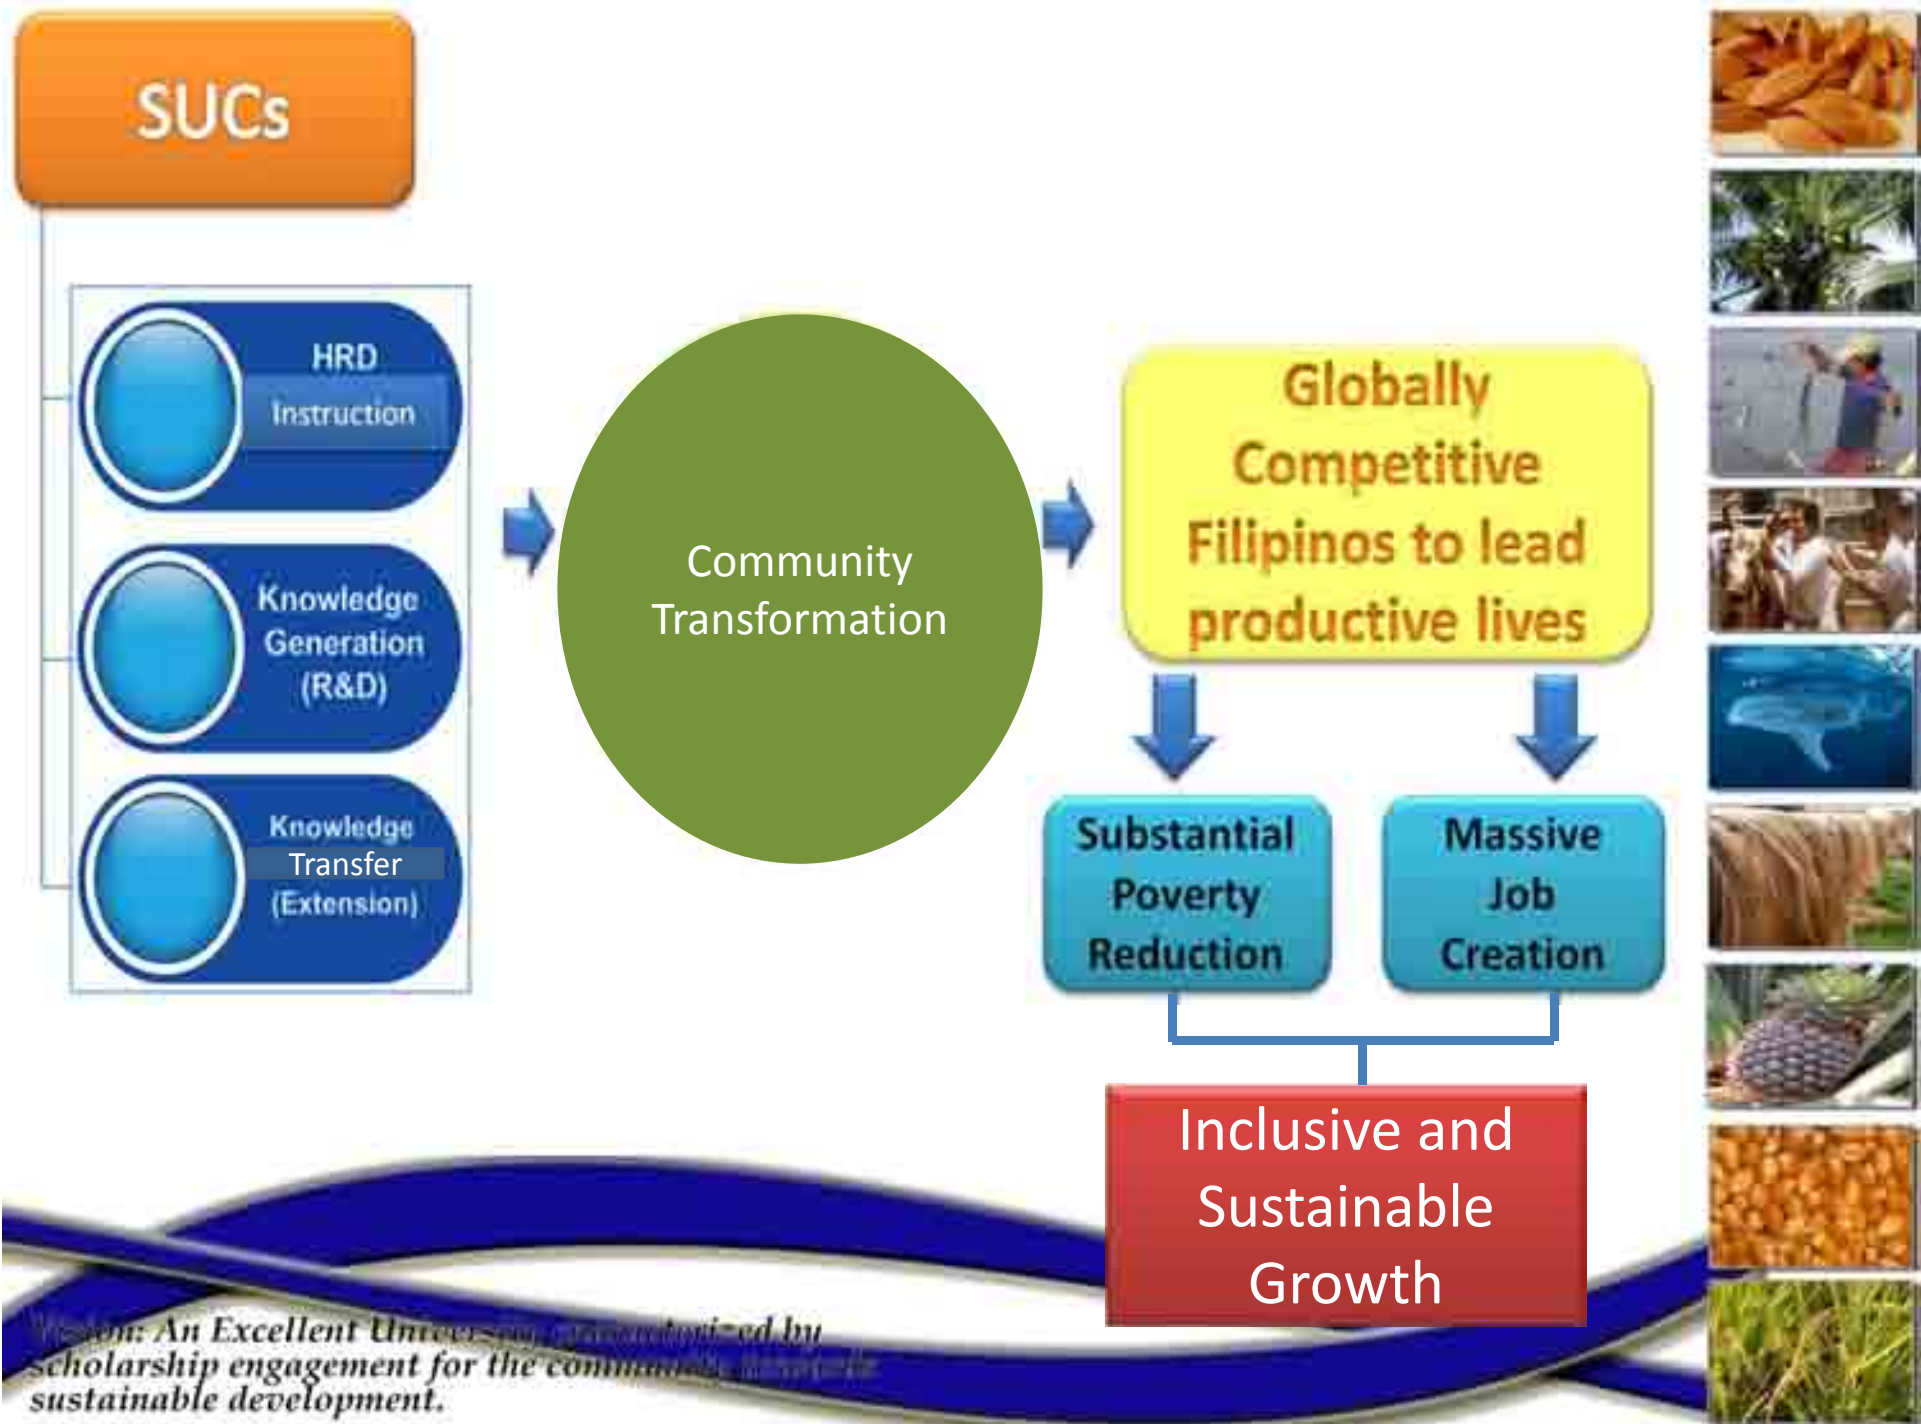 SUCs
HRD
Instruction
Knowledge
Generation
(R&D)
Knowledge
Transfer
(Extension)
Community
Transformation
Globally
Competitive
Filipinos to lead
productive lives
Substantial
Poverty
Reduction
Massive
Job
Creation
Inclusive and
Sustainable
Growth
An Excellent by
scholarship engagement for the
sustainable development.